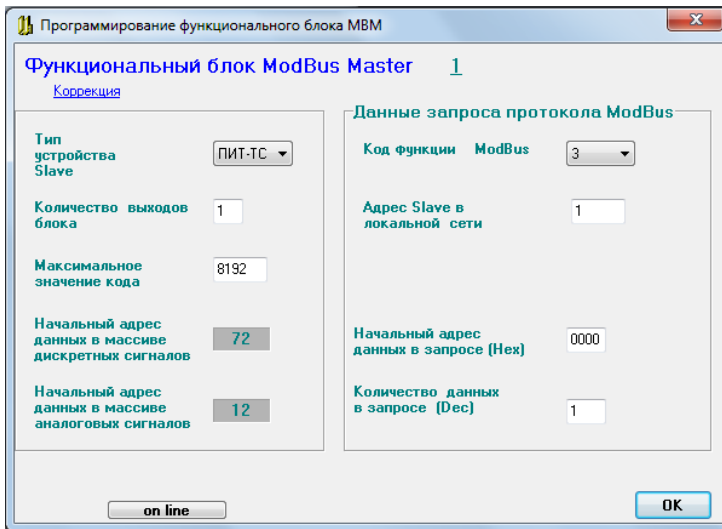 Программирование функционального блока МВМ
Функциональный блок ModBus Master 1
Коррекция
Тип
устройства
Slave
ПИТ-ТС
Количество выходов
блока
1
Максимальное
значение кода
8192
Начальный адрес
данных в массиве
дискретных сигналов
72
Начальный адрес
данных в массиве
аналоговых сигналов
12
Данные запроса протокола ModBus
Код функции ModBus
3
Адрес Slave в
локальной сети
1
Начальный адрес
данных в запросе (Hex)
0000
Количество данных
в запросе (Dec)
1
on line
OK